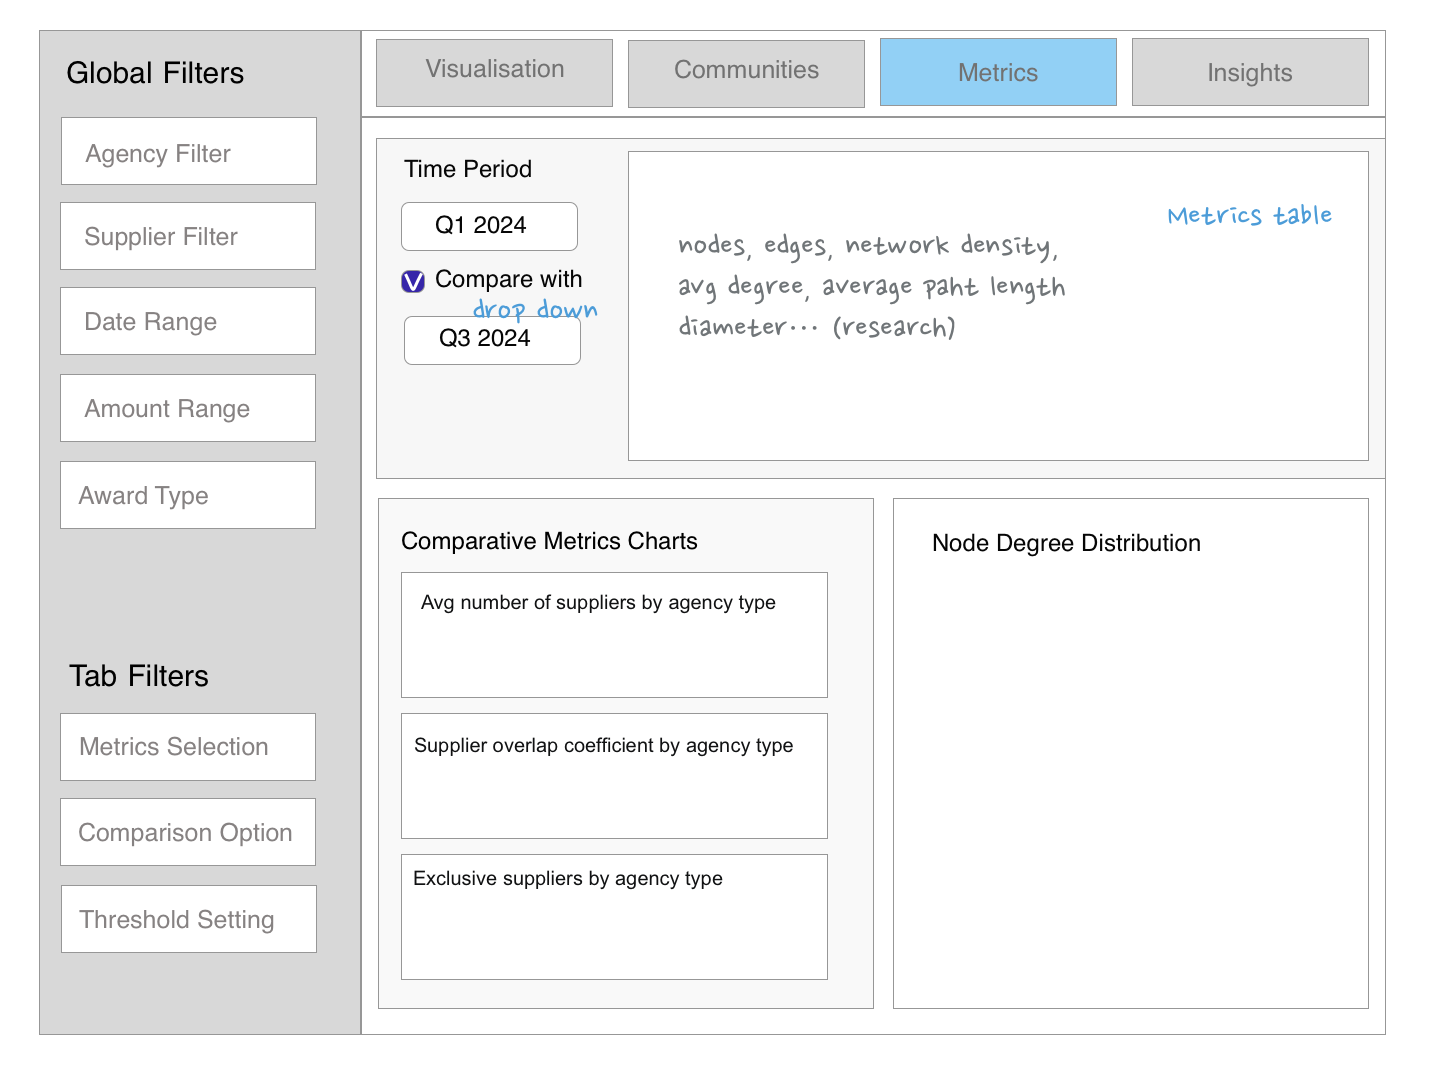 Global Filters
Agency Filter
Supplier Filter
Date Range
Amount Range
Award Type
Tab Filters
Metrics Selection
Comparison Option
Threshold Setting
Visualisation
Communities
Metrics
Insights
Time Period
Q1 2024
V Compare with
drop down
Q3 2024
Metrics table
nodes, edges, network density,
avg degree, average paht length
diameter... (research)
Comparative Metrics Charts
Avg number of suppliers by agency type
Supplier overlap coefficient by agency type
Exclusive suppliers by agency type
Node Degree Distribution